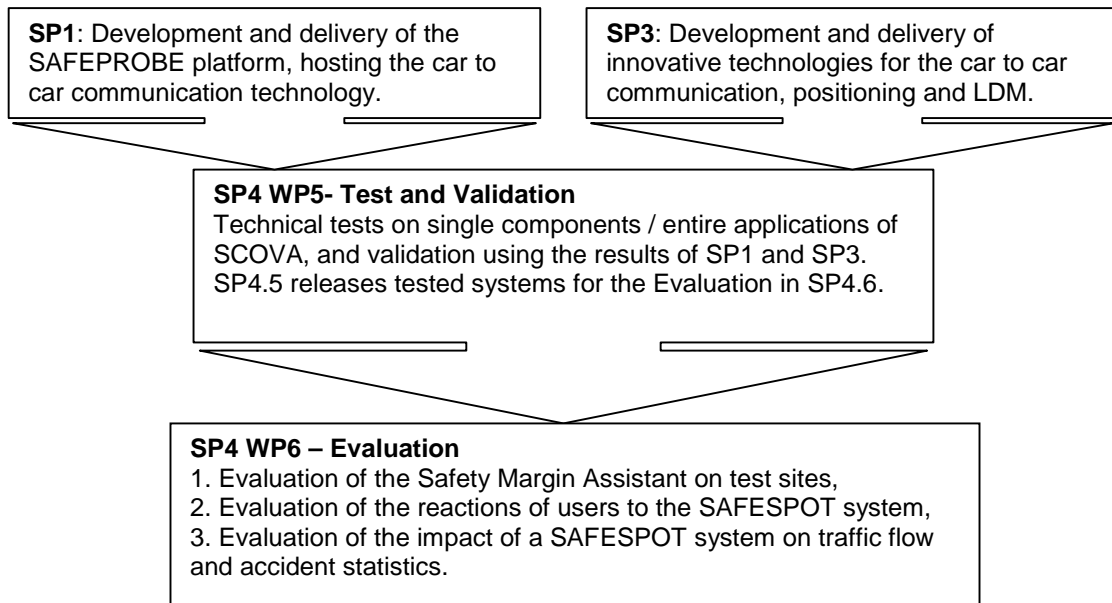 SP1: Development and delivery of the
SAFEPROBE platform, hosting the car to
car communication technology.
SP3: Development and delivery of
innovative technologies for the car to car
communication, positioning and LDM.
SP4 WP5- Test and Validation
Technical tests on single components / entire applications of
SCOVA, and validation using the results of SP1 and SP3.
SP4.5 releases tested systems for the Evaluation in SP4.6.
SP4 WP6 – Evaluation
1. Evaluation of the Safety Margin Assistant on test sites,
2. Evaluation of the reactions of users to the SAFESPOT system,
3. Evaluation of the impact of a SAFESPOT system on traffic flow
and accident statistics.